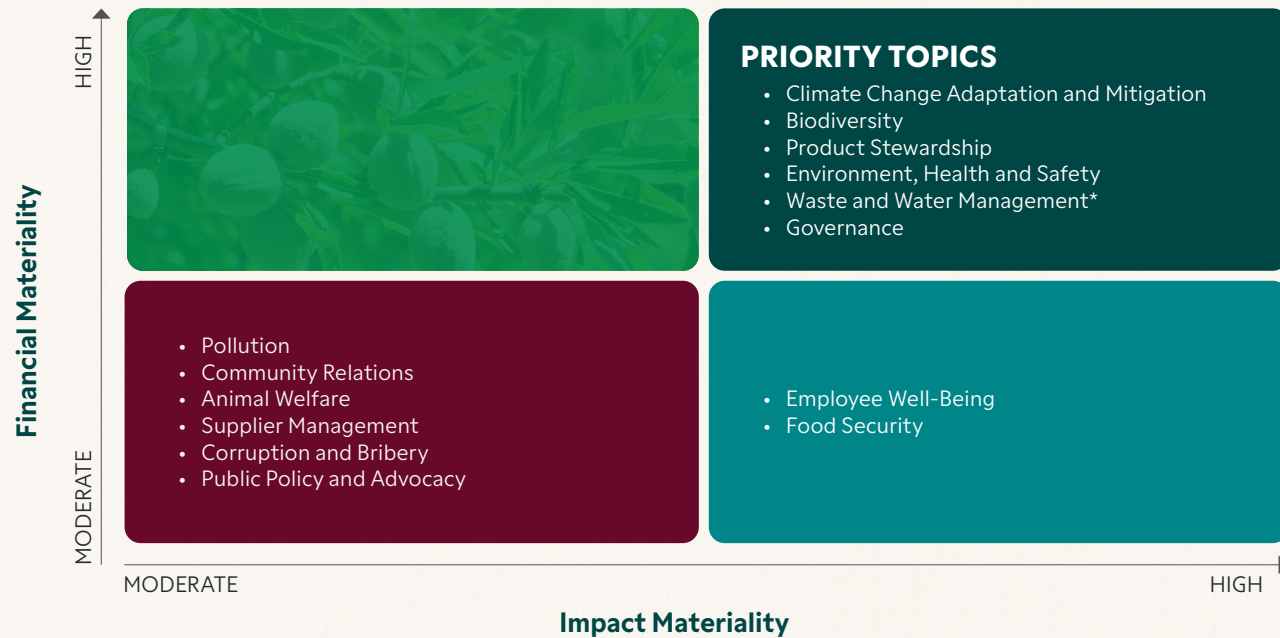 HIGH
PRIORITY TOPICS
• Climate Change Adaptation and Mitigation
• Biodiversity
• Product Stewardship
• Environment, Health and Safety
• Waste and Water Management*
• Governance
Financial Materiality
• Pollution
• Community Relations
• Animal Welfare
• Supplier Management
• Corruption and Bribery
• Public Policy and Advocacy
• Employee Well-Being
• Food Security
MODERATE
MODERATE
HIGH
Impact Materiality